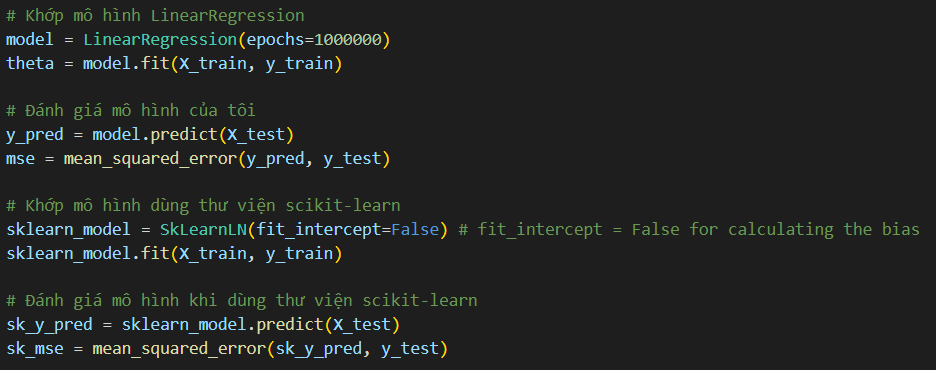 # Khớp mô hình LinearRegression
model = LinearRegression(epochs=1000000)
theta = model.fit(X_train, y_train)
# Đánh giá mô hình của tôi
y_pred = model.predict(X_test)
mse = mean_squared_error(y_pred, y_test)
# Khớp mô hình dùng thư viện scikit-learn
sklearn_model = SkLearnLN(fit_intercept=False) # fit_intercept = False for calculating the bias
sklearn_model.fit(X_train, y_train)
# Đánh giá mô hình khi dùng thư viện scikit-learn
sk_y_pred = sklearn_model.predict(X_test)
sk_mse = mean_squared_error(sk_y_pred, y_test)